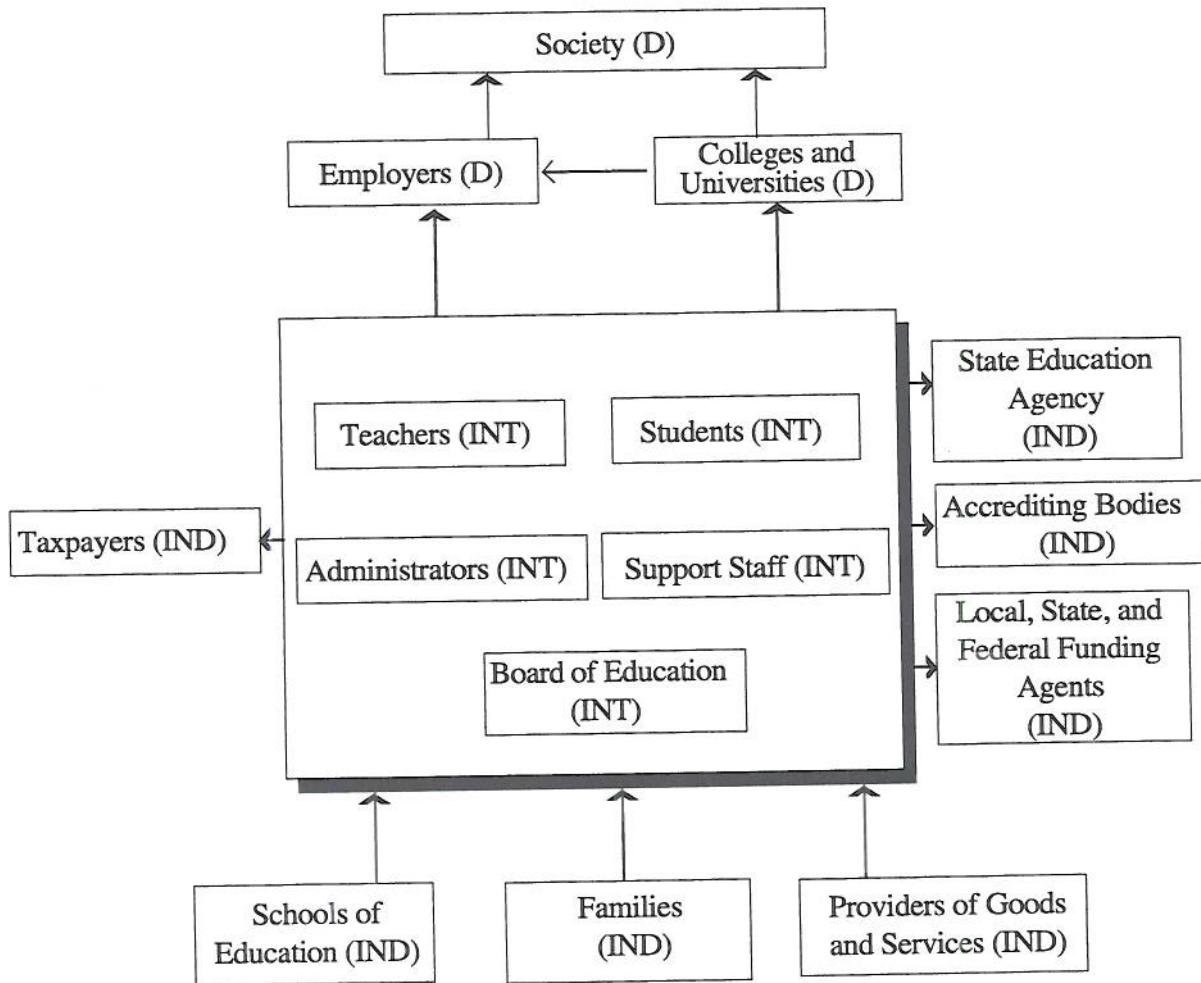 Society (D)
Employers (D)
Colleges and
Universities (D)
Teachers (INT)
Students (INT)
State Education
Agency
(IND)
Taxpayers (IND)
Administrators (INT)
Support Staff (INT)
Accrediting Bodies
(IND)
Board of Education
(INT)
Local, State, and
Federal Funding
Agents
(IND)
Schools of
Education (IND)
Families
(IND)
Providers of Goods
and Services (IND)